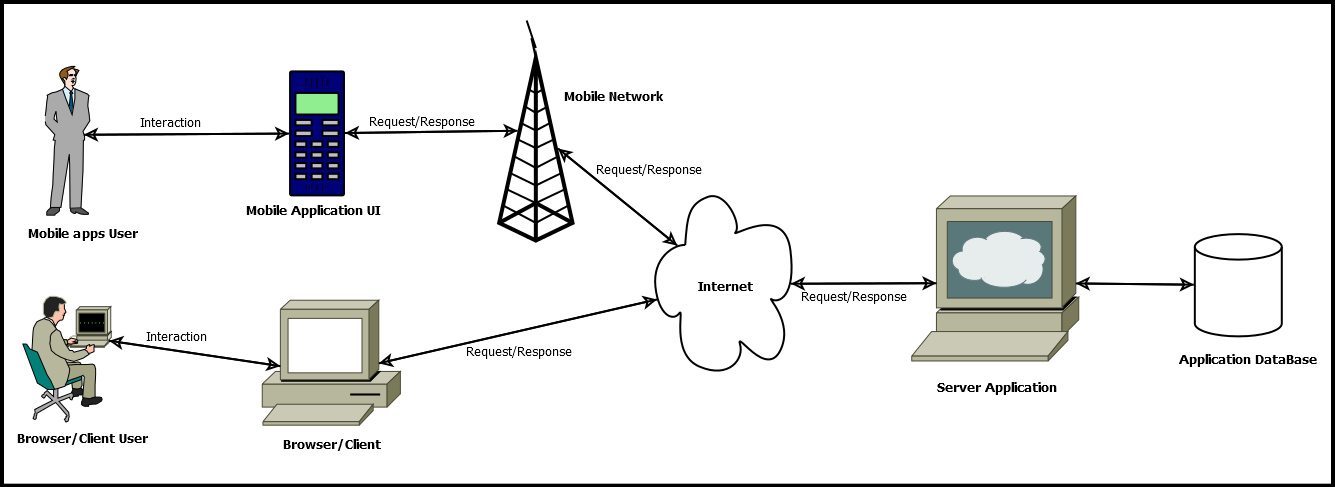 Mobile Network
Interaction
Request/Response
Request/Response
Mobile Application UI
Mobile apps User
Internet
Request/Response
Interaction
Request/Response
Application DataBase
Server Application
Browser/Client User
Browser/Client